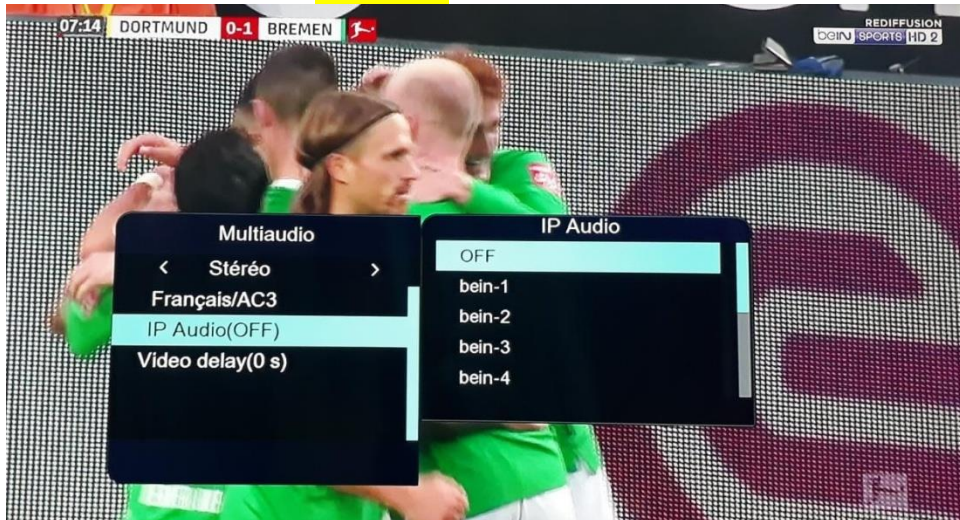 07:14 DORTMUND 0-1 BREMEN
REDIFFUSION
beIN SPORTS HD 2
Multiaudio
< Stéréo >
Français/AC3
IP Audio(OFF)
Video delay(0 s)
IP Audio
OFF
bein-1
bein-2
bein-3
bein-4